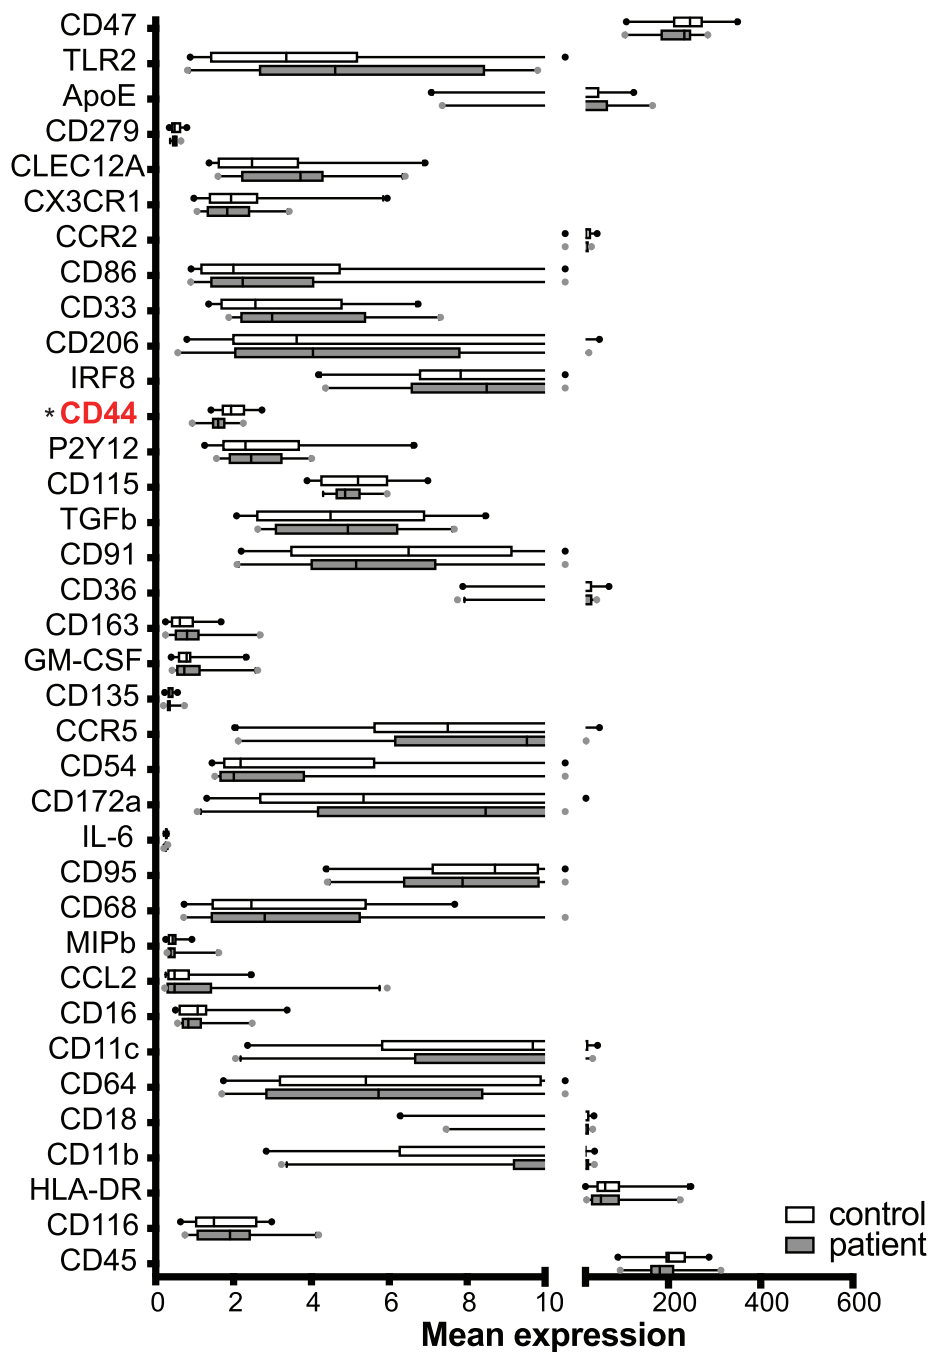 CD47
TLR2
ApoE
CD279
CLEC12A
CX3CR1
CCR2
CD86
CD33
CD206
IRF8
* CD44
P2Y12
CD115
TGFb
CD91
CD36
CD163
GM-CSF
CD135
CCR5
CD54
CD172a
IL-6
CD95
CD68
MIPb
CCL2
CD16
CD11c
CD64
CD18
CD11b
HLA-DR
CD116
CD45
control
patient
0 2 4 6 8 10 200 400 600
Mean expression